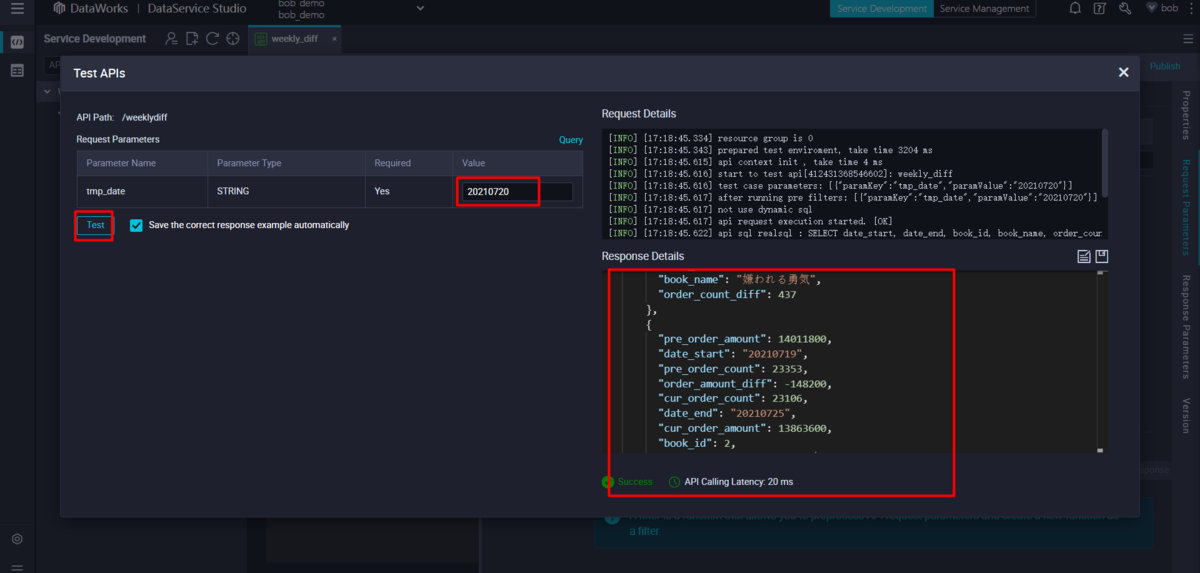 DataWorks | DataService Studio
bob_demo
bob_demo
Service Development
Service Management
bob
Service Development
weekly_diff
Publish
Test APIs
API Path: /weeklydiff
Request Parameters
Query
Parameter Name Parameter Type Required Value
tmp_date STRING Yes 20210720
Test
Save the correct response example automatically
Request Details
[INFO] [17:18:45.334] resource group is 0
[INFO] [17:18:45.343] prepared test enviroment, take time 3204 ms
[INFO] [17:18:45.615] api context init , take time 4 ms
[INFO] [17:18:45.616] start to test api[412431368546602]: weekly_diff
[INFO] [17:18:45.616] test case parameters: [{"paramKey":"tmp_date","paramValue":"20210720"}]
[INFO] [17:18:45.617] after running pre filters: [{"paramKey":"tmp_date","paramValue":"20210720"}]
[INFO] [17:18:45.617] not use dynamic sql
[INFO] [17:18:45.617] api request execution started. [OK]
[INFO] [17:18:45.622] api sql realsql : SELECT date_start, date_end, book_id, book_name, order_coun
Response Details
"book_name": "嫌われる勇気",
"order_count_diff": 437
},
{
"pre_order_amount": 14011800,
"date_start": "20210719",
"pre_order_count": 23353,
"order_amount_diff": -148200,
"cur_order_count": 23106,
"date_end": "20210725",
"cur_order_amount": 13863600,
"book_id": 2,
Success
API Calling Latency: 20 ms
Properties
Request Parameters
Response Parameters
Version
a filter.